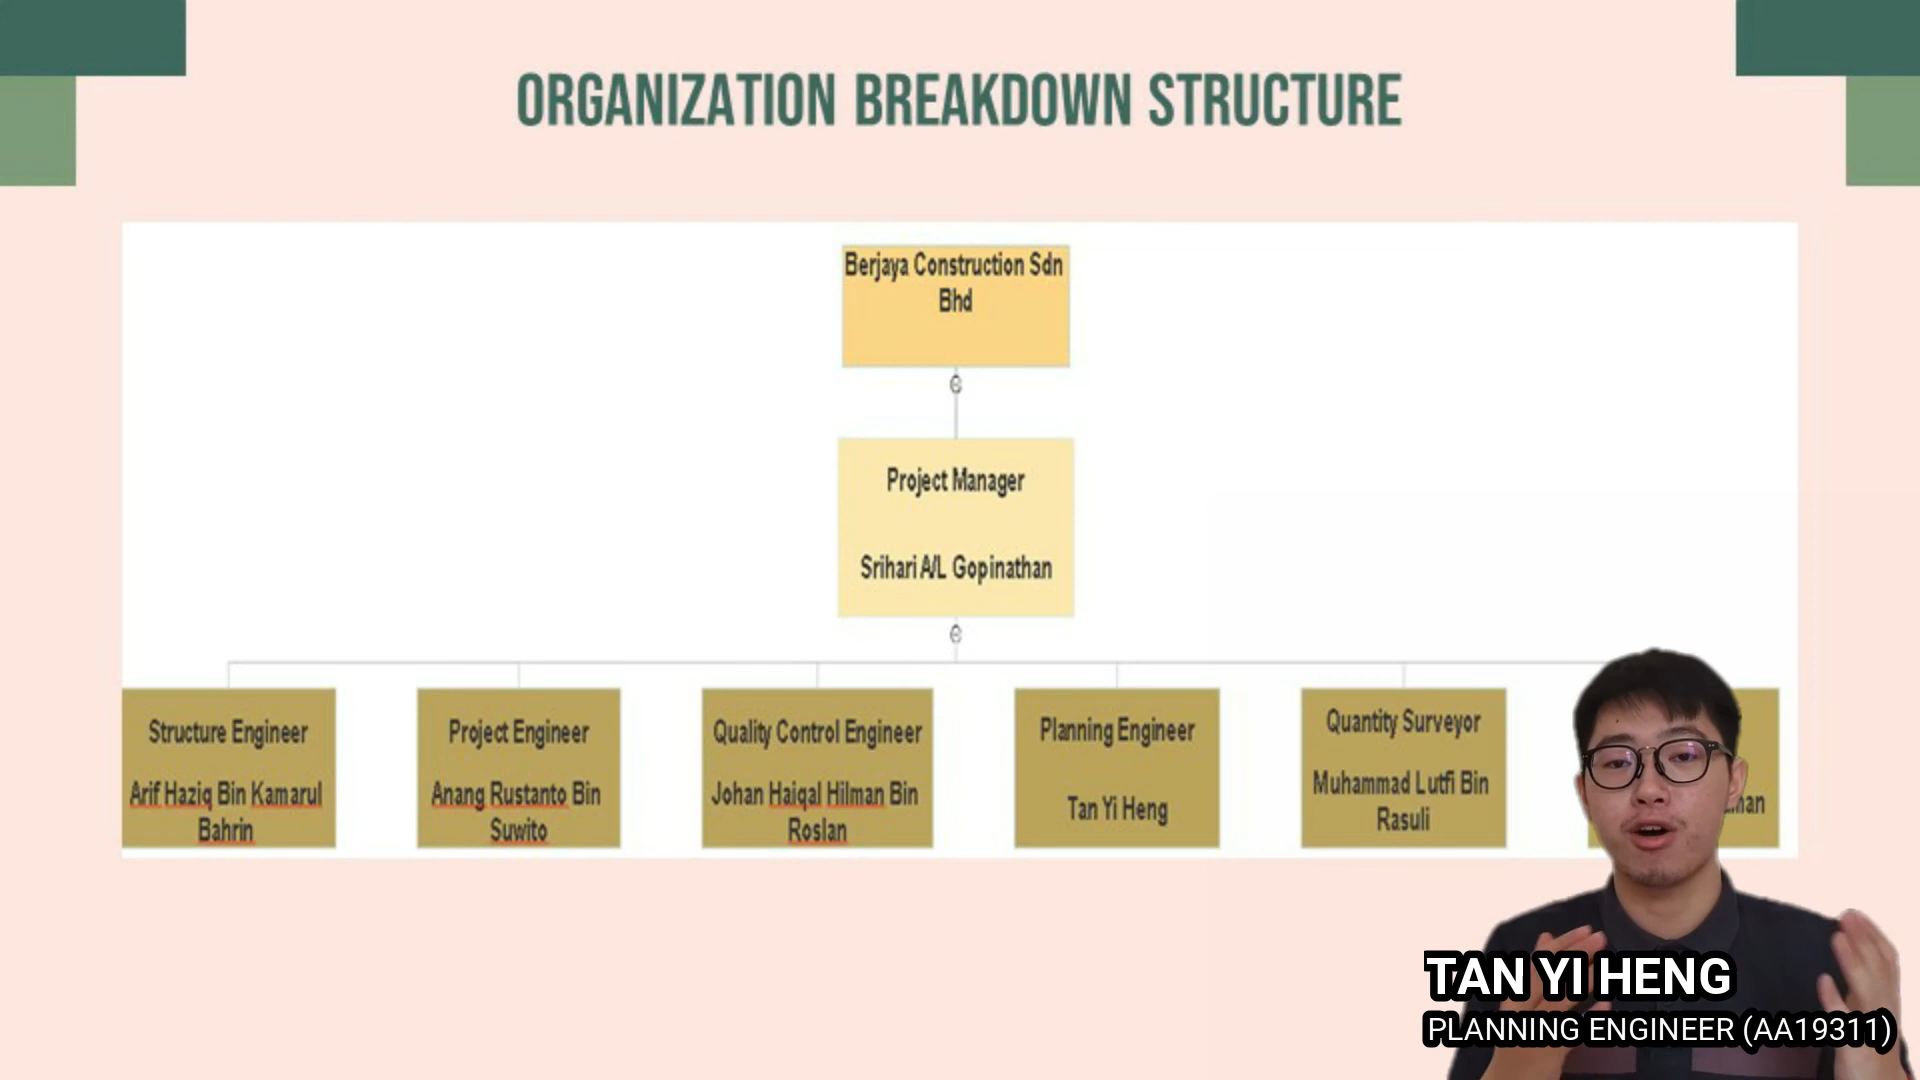 ORGANIZATION BREAKDOWN STRUCTURE
Berjaya Construction Sdn
Bhd
Project Manager
Srihari A/L Gopinathan
Structure Engineer
Arif Haziq Bin Kamarul
Bahrin
Project Engineer
Anang Rustanto Bin
Suwito
Quality Control Engineer
Johan Haiqal Hilman Bin
Roslan
Planning Engineer
Tan Yi Heng
Quantity Surveyor
Muhammad Lutfi Bin
Rasuli
TAN YI HENG
PLANNING ENGINEER (AA19311)